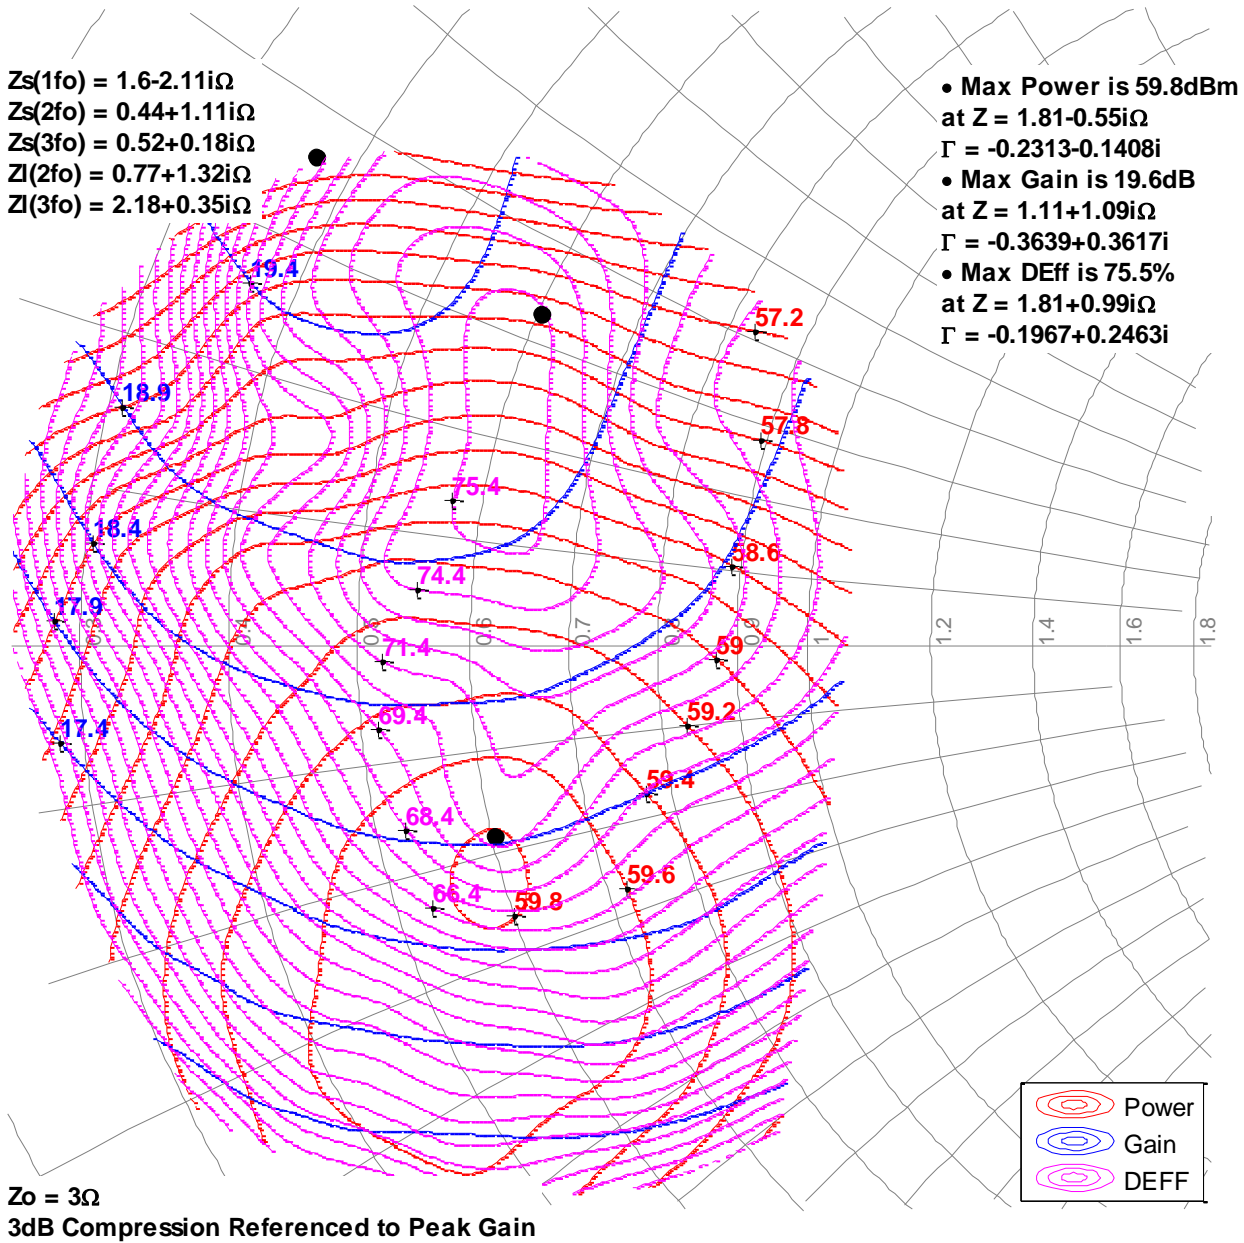 Zs(1fo) = 1.6-2.11iΩ
Zs(2fo) = 0.44+1.11iΩ
Zs(3fo) = 0.52+0.18iΩ
Zl(2fo) = 0.77+1.32iΩ
Zl(3fo) = 2.18+0.35iΩ
• Max Power is 59.8dBm
at Z = 1.81-0.55iΩ
Γ = -0.2313-0.1408i
• Max Gain is 19.6dB
at Z = 1.11+1.09iΩ
Γ = -0.3639+0.3617i
• Max DEff is 75.5%
at Z = 1.81+0.99iΩ
Γ = -0.1967+0.2463i
19.4
57.2
18.9
57.8
75.4
18.4
58.6
74.4
17.9
0.3
0.4
0.5
0.6
0.7
0.8
0.9
1
1.2
1.4
1.6
1.8
71.4
59
69.4
59.2
17.4
59.4
68.4
59.6
66.4
59.8
Power
Gain
DEFF
Zo = 3Ω
3dB Compression Referenced to Peak Gain